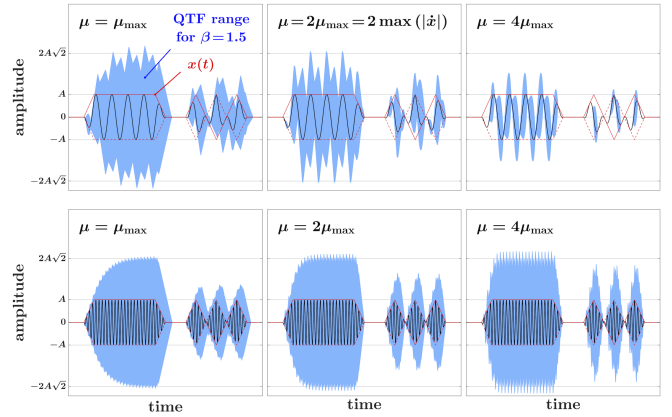 μ = μmax
QTF range
for β=1.5
x(t)
μ=2μmax=2 max (|ẋ|)
μ = 4μmax
amplitude
2A√2
A
0
−A
−2A√2
μ = μmax
μ = 2μmax
μ = 4μmax
amplitude
2A√2
A
0
−A
−2A√2
time
time
time